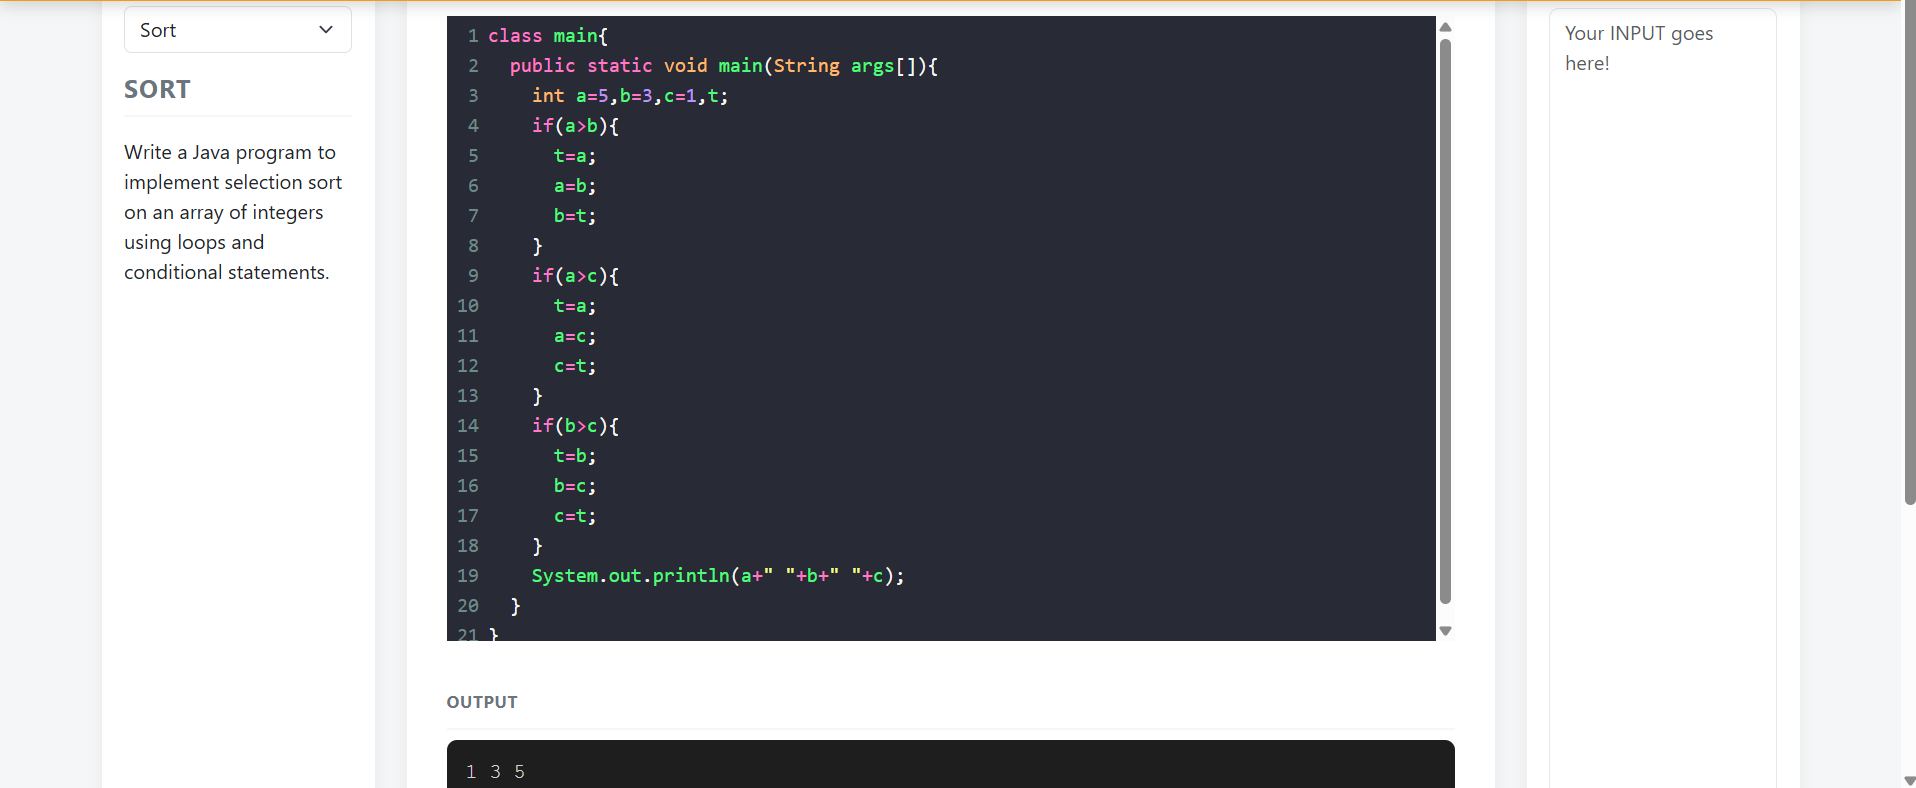 Sort
SORT
Write a Java program to
implement selection sort
on an array of integers
using loops and
conditional statements.
1 class main{
2   public static void main(String args[]){
3     int a=5,b=3,c=1,t;
4     if(a>b){
5       t=a;
6       a=b;
7       b=t;
8     }
9     if(a>c){
10       t=a;
11       a=c;
12       c=t;
13     }
14     if(b>c){
15       t=b;
16       b=c;
17       c=t;
18     }
19     System.out.println(a+" "+b+" "+c);
20   }
21 }
OUTPUT
1 3 5
Your INPUT goes
here!